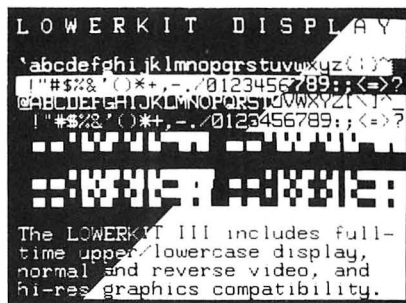 LOWERKIT DISPLAY
`abcdefghijklmnopqrstuvwxyz{¦}~
!"#$%&'()*+,-./0123456789:;<=>?
@ABCDEFGHIJKLMNOPQRSTUVWXYZ[\]^_
!"#$%&'()*+,-./0123456789:;<=>?
The LOWERKIT III includes full-
time upper/lowercase display,
normal and reverse video, and
hi-res graphics compatibility.